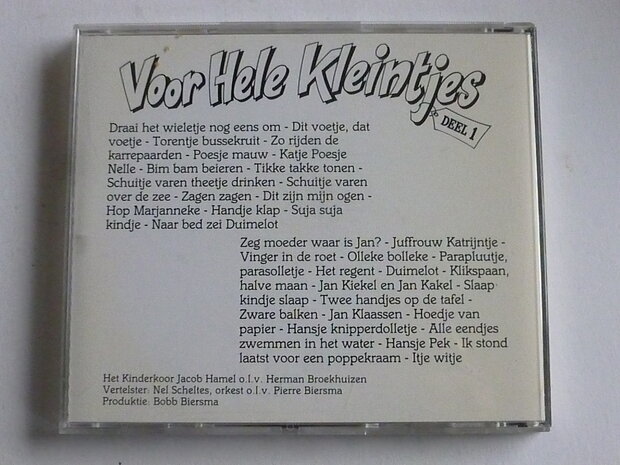 Voor Hele Kleintjes
DEEL 1
Draai het wieletje nog eens om - Dit voetje, dat
voetje - Torentje bussekruit - Zo rijden de
karrepaarden - Poesje mauw - Katje Poesje
Nelle - Bim bam beieren - Tikke takke tonen -
Schuitje varen theetje drinken - Schuitje varen
over de zee - Zagen zagen - Dit zijn mijn ogen -
Hop Marjanneke - Handje klap - Suja suja
kindje - Naar bed zei Duimelot
Zeg moeder waar is Jan? - Juffrouw Katrijntje -
Vinger in de roet - Olleke bolleke - Parapluutje,
parasolletje - Het regent - Duimelot - Klikspaan,
halve maan - Jan Kiekel en Jan Kakel - Slaap
kindje slaap - Twee handjes op de tafel -
Zware balken - Jan Klaassen - Hoedje van
papier - Hansje knipperdolletje - Alle eendjes
zwemmen in het water - Hansje Pek - Ik stond
laatst voor een poppekraam - Itje witje
Het Kinderkoor Jacob Hamel o.l.v. Herman Broekhuizen
Vertelster: Nel Scheltes, orkest o.l.v. Pierre Biersma
Produktie: Bobb Biersma